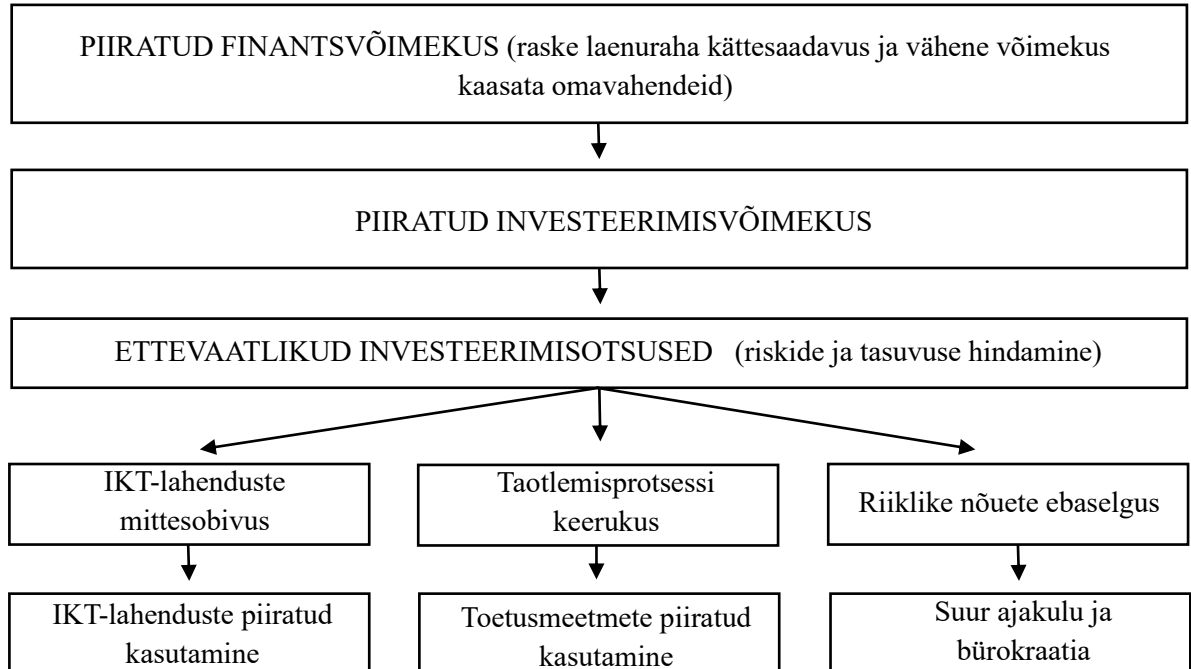 PIIRATUD FINANTSVÕIMEKUS (raske laenuraha kättesaadavus ja vähene võimekus
kaasata omavahendeid)
PIIRATUD INVESTEERIMISVÕIMEKUS
ETTEVAATLIKUD INVESTEERIMISOTSUSED (riskide ja tasuvuse hindamine)
IKT-lahenduste
mittesobivus
Taotlemisprotsessi
keerukus
Riiklike nõuete ebaselgus
IKT-lahenduste piiratud
kasutamine
Toetusmeetmete piiratud
kasutamine
Suur ajakulu ja
bürokraatia